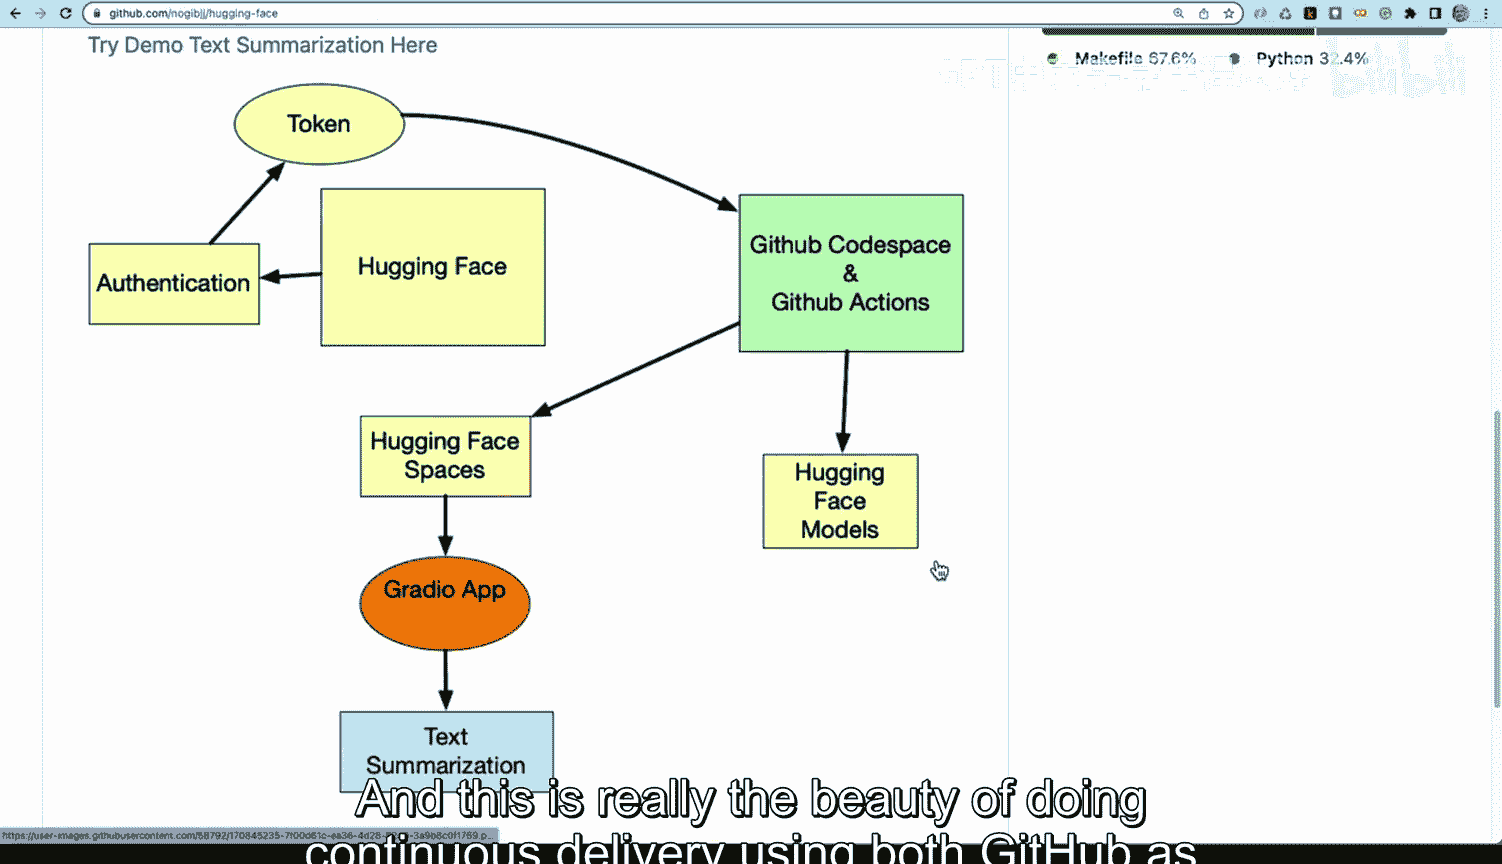 github.com/nogibjj/hugging-face
Try Demo Text Summarization Here
Makefile 67.6% Python 32.4%
Token
Hugging Face
Authentication
Github Codespace
&
Github Actions
Hugging Face
Spaces
Hugging
Face
Models
Gradio App
Text
Summarization
And this is really the beauty of doing
continuous delivery using both GitHub as